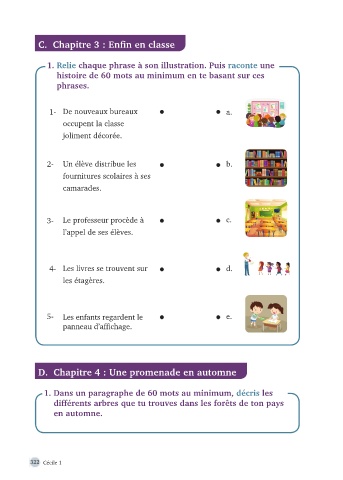 C. Chapitre 3 : Enfin en classe
1. Relie chaque phrase à son illustration. Puis raconte une
histoire de 60 mots au minimum en te basant sur ces
phrases.
1- De nouveaux bureaux
occupent la classe
joliment décorée.
a.
2- Un élève distribue les
fournitures scolaires à ses
camarades.
b.
3- Le professeur procède à
l'appel de ses élèves.
c.
4- Les livres se trouvent sur
les étagères.
d.
5- Les enfants regardent le
panneau d'affichage.
e.
D. Chapitre 4 : Une promenade en automne
1. Dans un paragraphe de 60 mots au minimum, décris les
différents arbres que tu trouves dans les forêts de ton pays
en automne.
322 Cécile 1